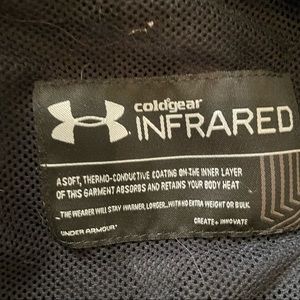 coldgear
INFRARED
A SOFT, THERMO-CONDUCTIVE COATING ON THE INNER LAYER
OF THIS GARMENT ABSORBS AND RETAINS YOUR BODY HEAT
THE WEARER WILL STAY WARMER, LONGER...WITH NO EXTRA WEIGHT OR BULK
UNDER ARMOUR CREATE + INNOVATE